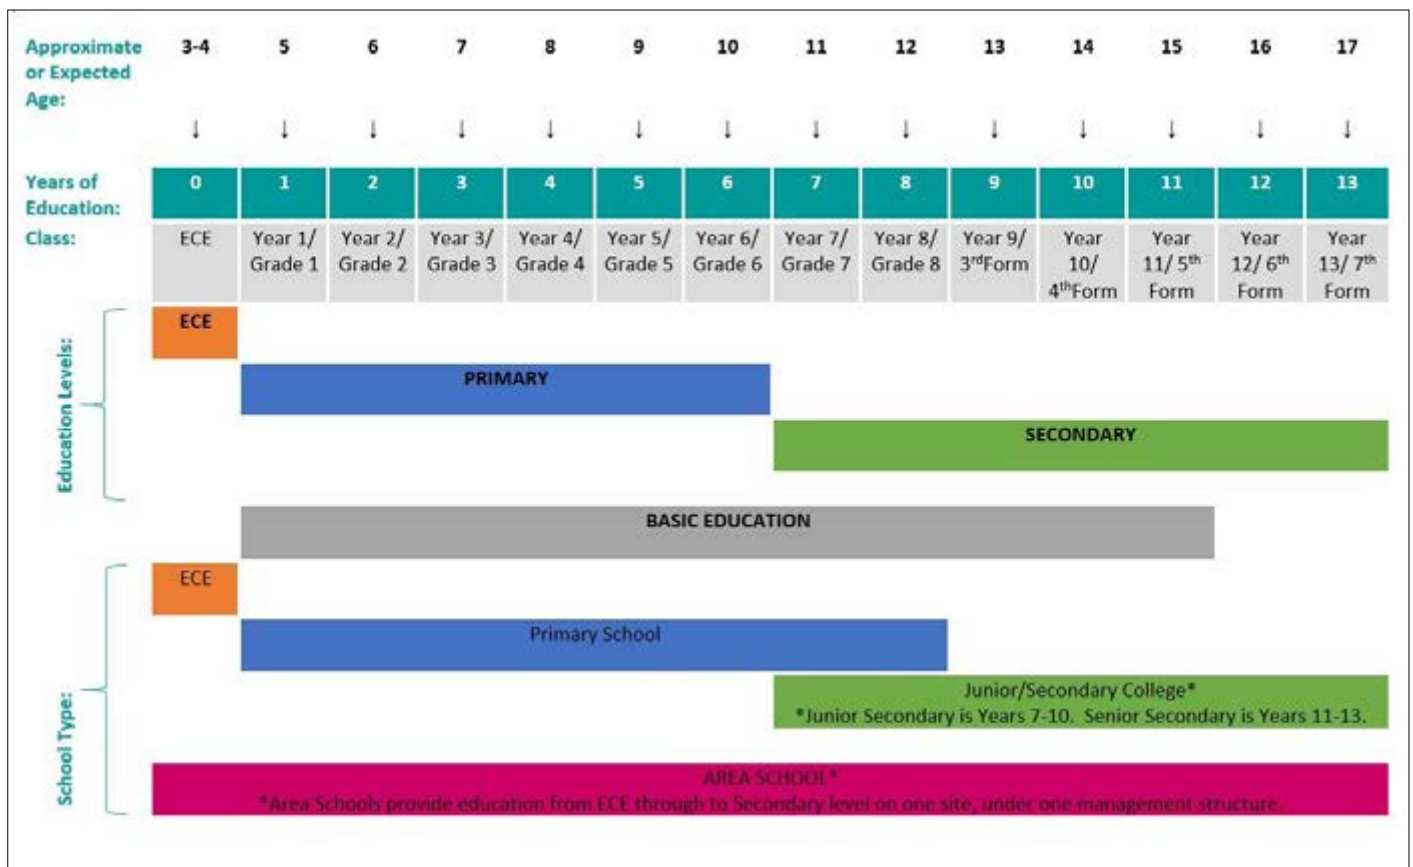 Approximate or Expected Age: 3-4 5 6 7 8 9 10 11 12 13 14 15 16 17
↓ ↓ ↓ ↓ ↓ ↓ ↓ ↓ ↓ ↓ ↓ ↓ ↓ ↓
Years of Education: 0 1 2 3 4 5 6 7 8 9 10 11 12 13
Class: ECE Year 1/ Grade 1 Year 2/ Grade 2 Year 3/ Grade 3 Year 4/ Grade 4 Year 5/ Grade 5 Year 6/ Grade 6 Year 7/ Grade 7 Year 8/ Grade 8 Year 9/ 3rdForm Year 10/ 4thForm Year 11/ 5th Form Year 12/ 6th Form Year 13/ 7th Form
Education Levels:
ECE
PRIMARY
SECONDARY
BASIC EDUCATION
School Type:
ECE
Primary School
Junior/Secondary College*
*Junior Secondary is Years 7-10. Senior Secondary is Years 11-13.
AREA SCHOOL*
*Area Schools provide education from ECE through to Secondary level on one site, under one management structure.